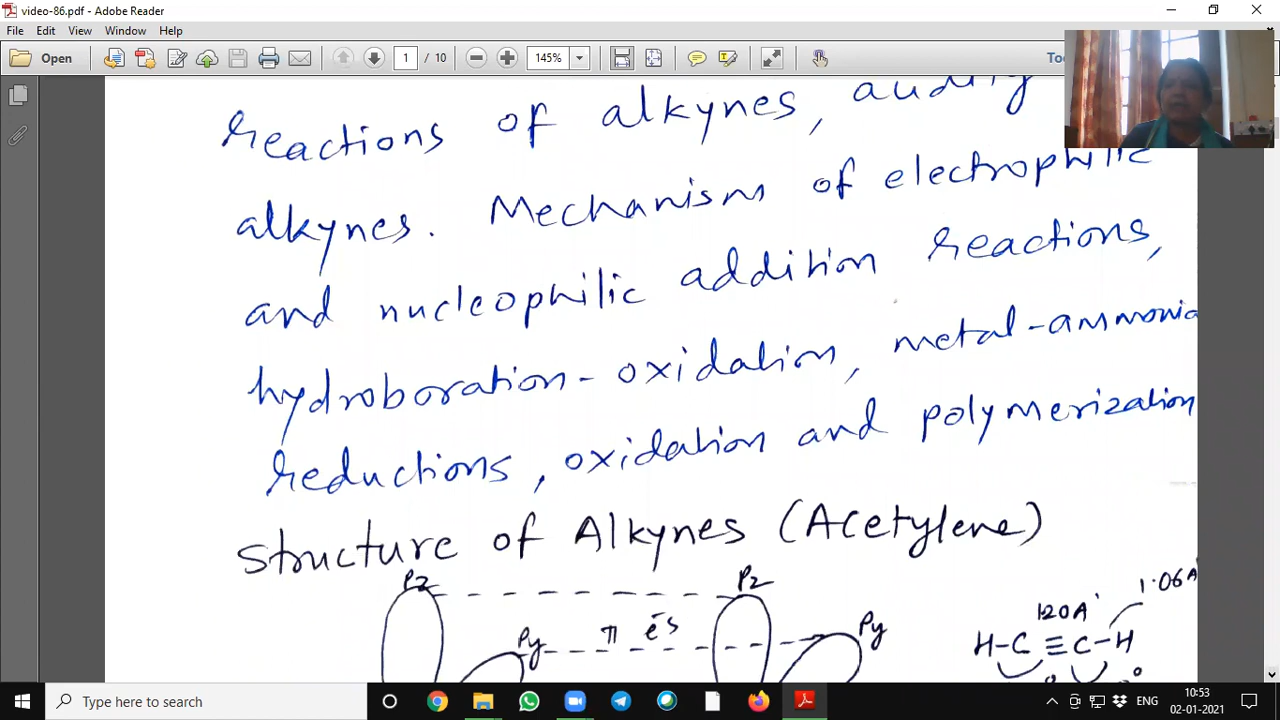 video-86.pdf - Adobe Reader
File Edit View Window Help
Open 1 / 10 145%
reactions of alkynes,
alkynes. Mechanism of electrophilic
and nucleophilic addition reactions,
hydroboration - oxidation, metal-ammonia
reductions, oxidation and polymerization
Structure of Alkynes (Acetylene)
Pz Pz
Py π ēs Py
120A° 1.06A
H-C≡C-H
Type here to search
ENG 10:53
02-01-2021